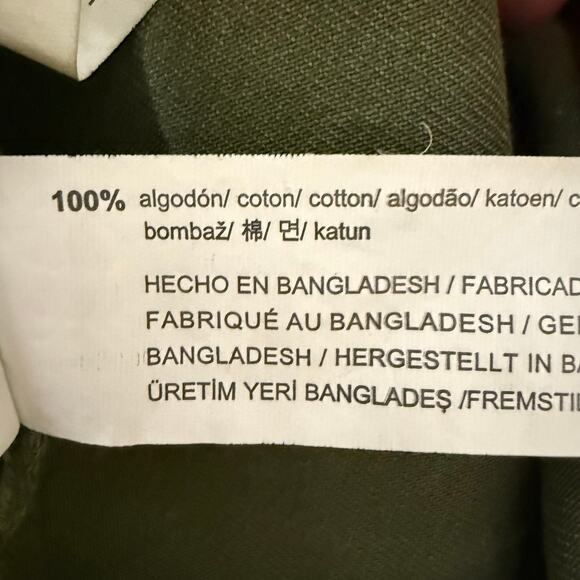 100% algodón/ coton/ cotton/ algodão/ katoen/
bombaž/ 棉/ 면/ katun
HECHO EN BANGLADESH /
FABRIQUÉ AU BANGLADESH /
BANGLADESH / HERGESTELLT IN
ÜRETİM YERİ BANGLADEŞ /